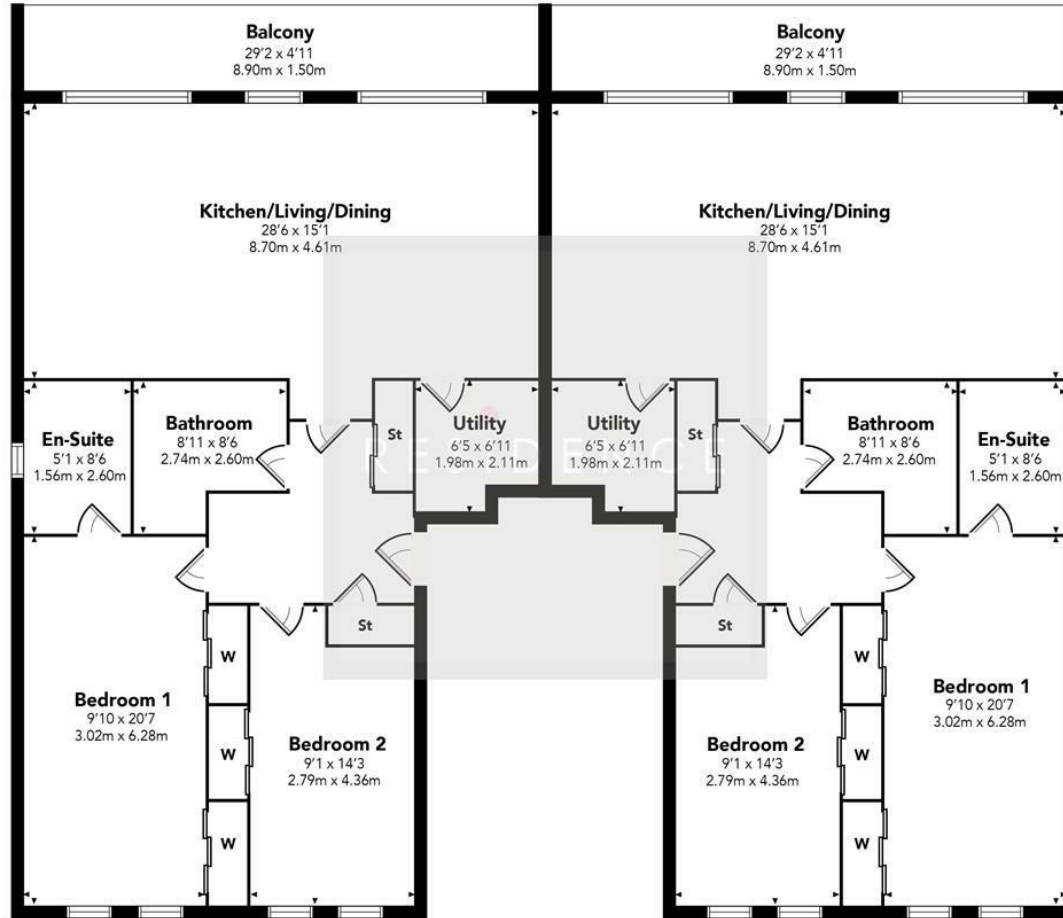 Balcony
29'2 x 4'11
8.90m x 1.50m
Balcony
29'2 x 4'11
8.90m x 1.50m
Kitchen/Living/Dining
28'6 x 15'1
8.70m x 4.61m
Kitchen/Living/Dining
28'6 x 15'1
8.70m x 4.61m
En-Suite
5'1 x 8'6
1.56m x 2.60m
Bathroom
8'11 x 8'6
2.74m x 2.60m
St
Utility
6'5 x 6'11
1.98m x 2.11m
Utility
6'5 x 6'11
1.98m x 2.11m
St
Bathroom
8'11 x 8'6
2.74m x 2.60m
En-Suite
5'1 x 8'6
1.56m x 2.60m
RESIDENCE
St
St
W
W
Bedroom 1
9'10 x 20'7
3.02m x 6.28m
Bedroom 1
9'10 x 20'7
3.02m x 6.28m
W
W
Bedroom 2
9'1 x 14'3
2.79m x 4.36m
Bedroom 2
9'1 x 14'3
2.79m x 4.36m
W
W